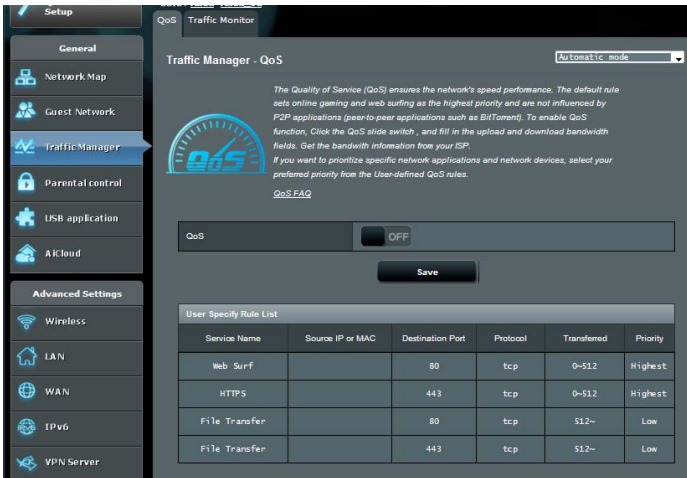 Setup
General
Network Map
Guest Network
Traffic Manager
Parental control
USB application
AiCloud
Advanced Settings
Wireless
LAN
WAN
IPv6
VPN Server
QoS Traffic Monitor
Traffic Manager - QoS
Automatic mode
The Quality of Service (QoS) ensures the network's speed performance. The default rule
sets online gaming and web surfing as the highest priority and are not influenced by
P2P applications (peer-to-peer applications such as BitTorrent). To enable QoS
function, Click the QoS slide switch , and fill in the upload and download bandwidth
fields. Get the bandwith infomation from your ISP.
If you want to prioritize specific network applications and network devices, select your
preferred priority from the User-defined QoS rules.
QoS
QoS FAQ
QoS OFF
Save
User Specify Rule List
Service Name Source IP or MAC Destination Port Protocol Transferred Priority
Web Surf 80 tcp 0~512 Highest
HTTPS 443 tcp 0~512 Highest
File Transfer 80 tcp 512~ Low
File Transfer 443 tcp 512~ Low